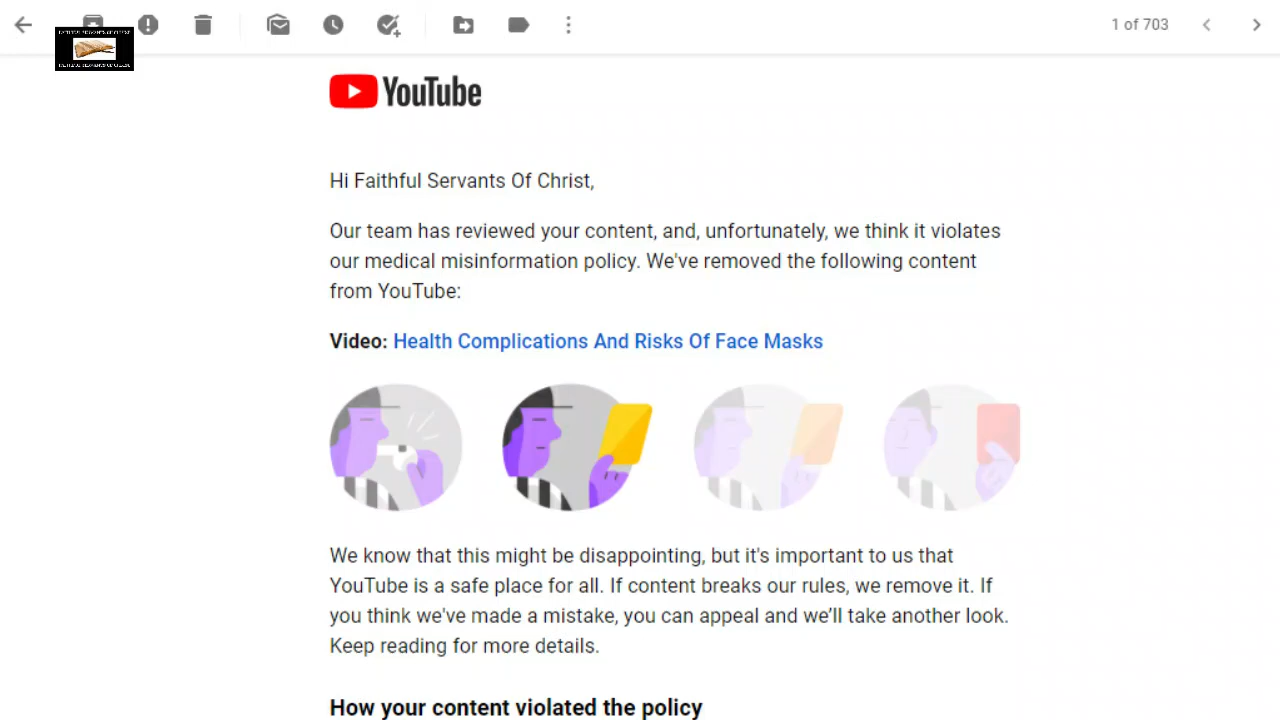 1 of 703
YouTube
Hi Faithful Servants Of Christ,
Our team has reviewed your content, and, unfortunately, we think it violates
our medical misinformation policy. We've removed the following content
from YouTube:
Video: Health Complications And Risks Of Face Masks
We know that this might be disappointing, but it's important to us that
YouTube is a safe place for all. If content breaks our rules, we remove it. If
you think we've made a mistake, you can appeal and we’ll take another look.
Keep reading for more details.
How your content violated the policy